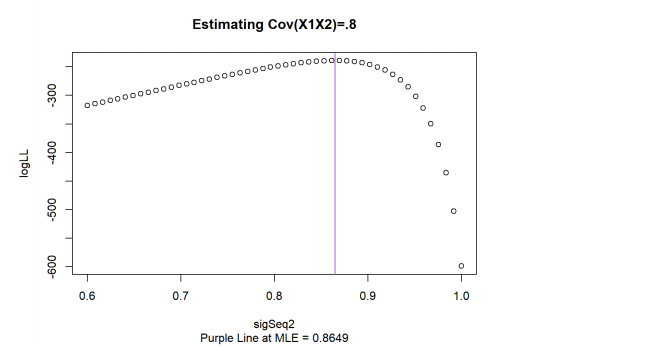 Estimating Cov(X1X2)=.8
logLL
-300
-400
-500
-600
0.6 0.7 0.8 0.9 1.0
sigSeq2
Purple Line at MLE = 0.8649